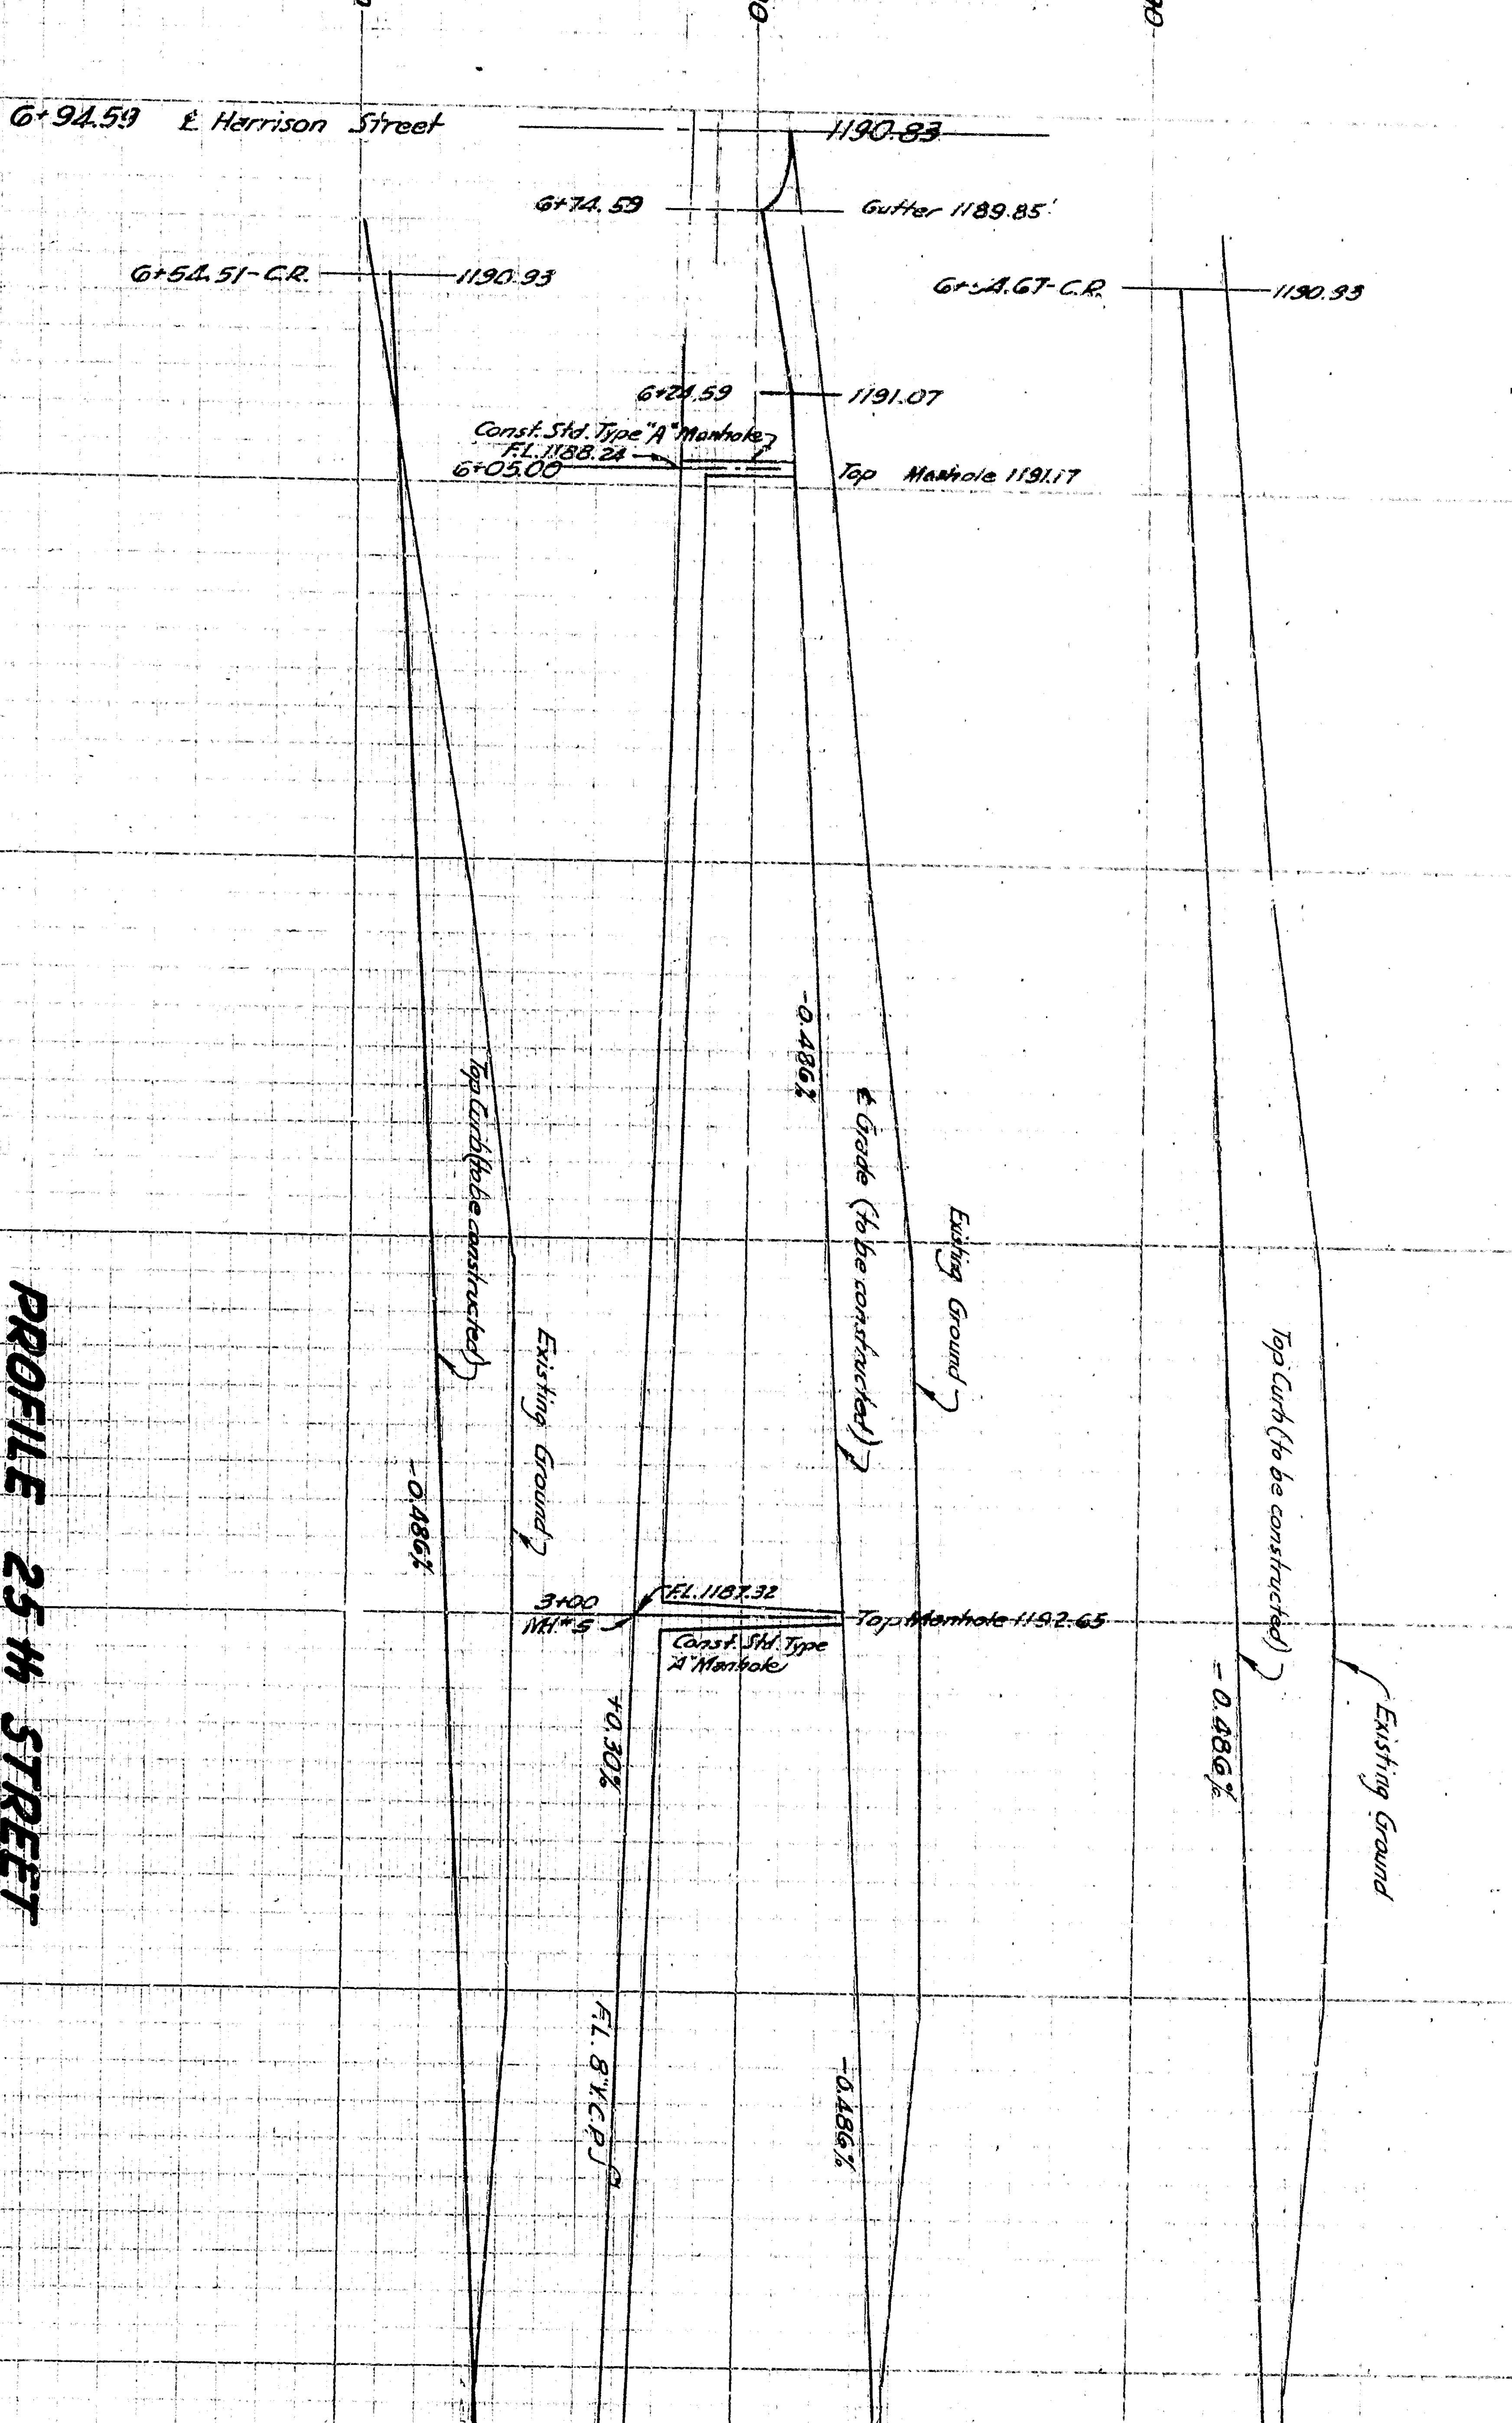 6+94.59 ℄ Harrison Street
1190.83
6+74.59
Gutter 1189.85'
6+54.51-C.R.
1190.93
C.R.
1190.93
6+24.59
1191.07
Const. Std. Type "A" Manhole
F.L. 1188.24
6+05.00
Top Manhole 1191.17
-0.486%
Top Curb (to be constructed)
℄ Grade (to be constructed)
Existing Ground
Existing Ground
Top Curb (to be constructed)
-0.486%
3+00
MH#5
F.L. 1187.32
Top Manhole 1192.65
Const. Std. Type
"A" Manhole
+0.30%
-0.486%
Existing Ground
F.L. 8" V.C.P.
-0.486%
PROFILE 25th STREET